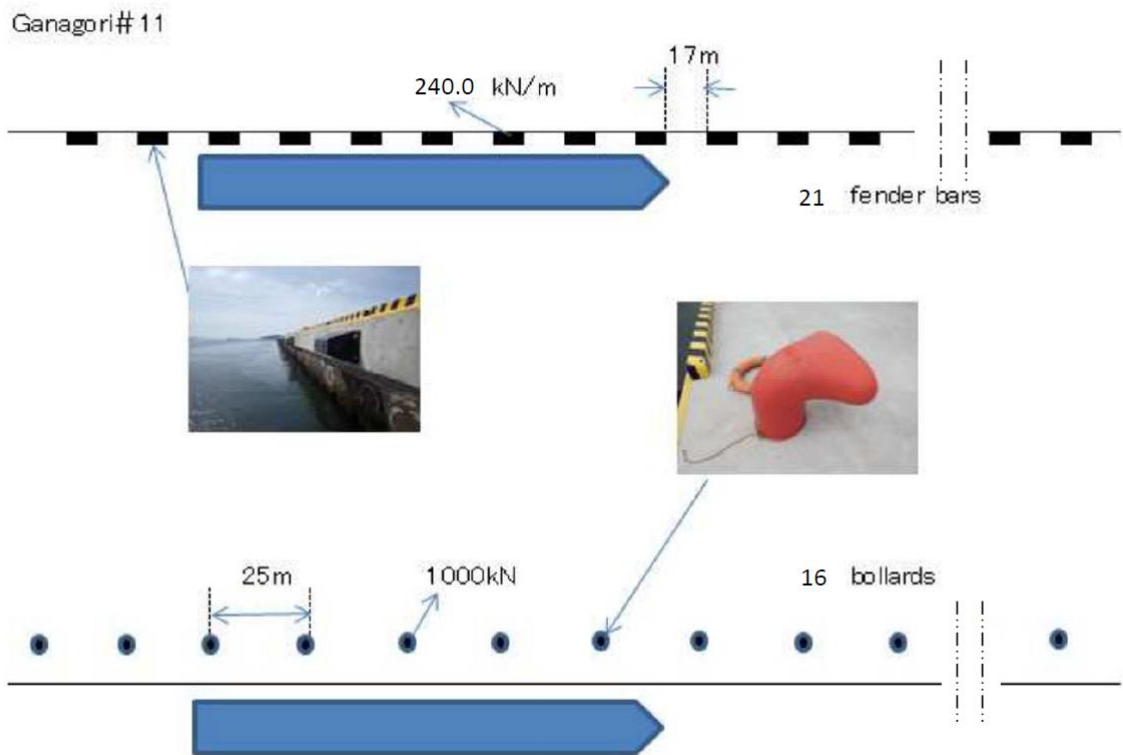 Ganagori#11
17m
240.0 kN/m
21 fender bars
25m
1000kN
16 bollards